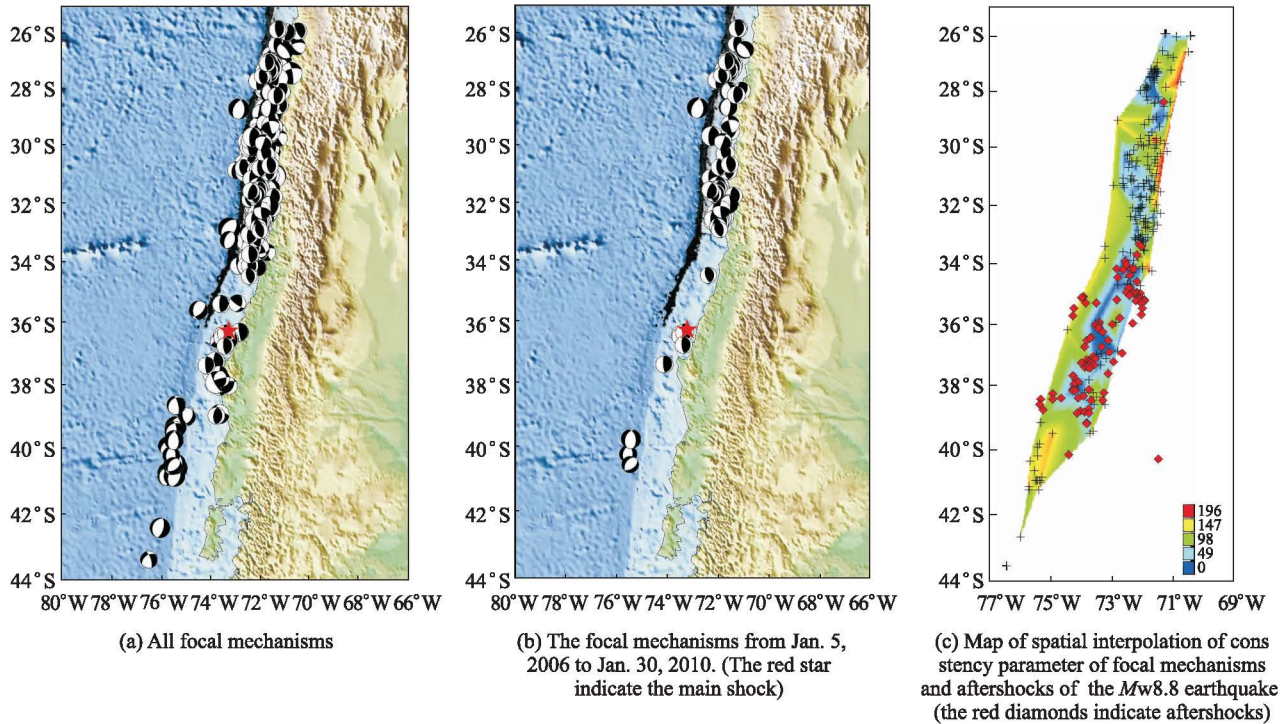 26°S
28°S
30°S
32°S
34°S
36°S
38°S
40°S
42°S
44°S
80°W 78°W 76°W 74°W 72°W 70°W 68°W 66°W
(a) All focal mechanisms
26°S
28°S
30°S
32°S
34°S
36°S
38°S
40°S
42°S
44°S
80°W 78°W 76°W 74°W 72°W 70°W 68°W 66°W
(b) The focal mechanisms from Jan. 5,
2006 to Jan. 30, 2010. (The red star
indicate the main shock)
26°S
28°S
30°S
32°S
34°S
36°S
38°S
40°S
42°S
44°S
196
147
98
49
0
77°W 75°W 73°W 71°W 69°W
(c) Map of spatial interpolation of cons
stency parameter of focal mechanisms
and aftershocks of the Mw8.8 earthquake
(the red diamonds indicate aftershocks)